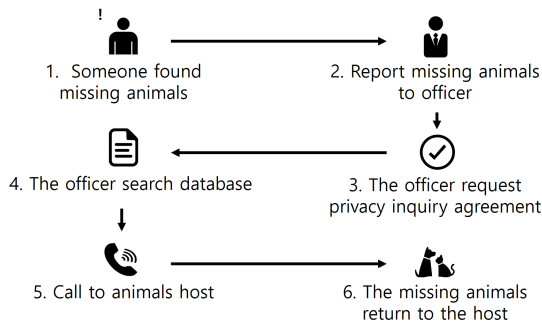 !
1. Someone found
missing animals
2. Report missing animals
to officer
3. The officer request
privacy inquiry agreement
4. The officer search database
5. Call to animals host
6. The missing animals
return to the host